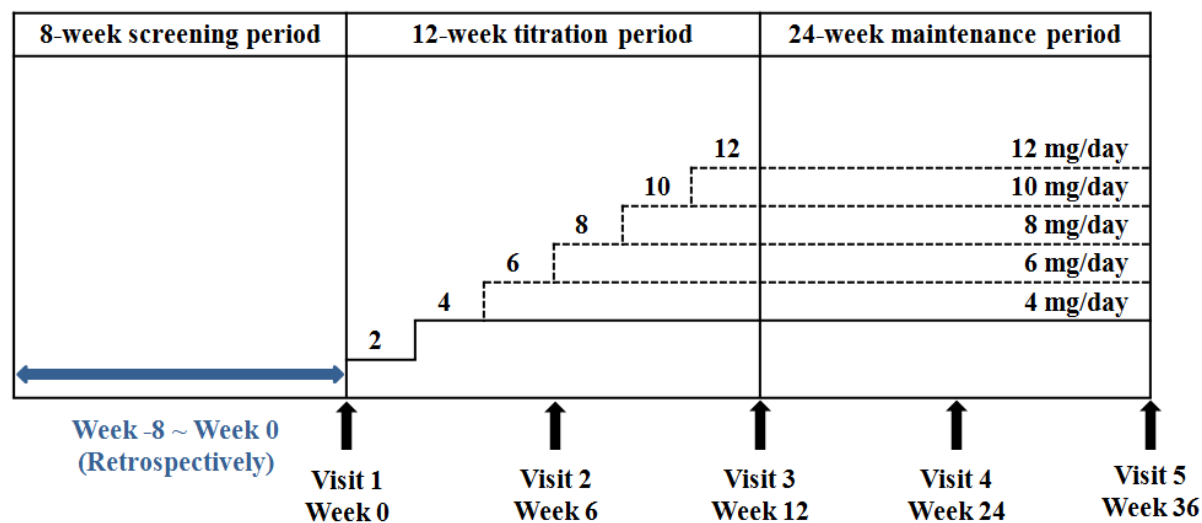 8-week screening period
12-week titration period
24-week maintenance period
12
12 mg/day
10
10 mg/day
8
8 mg/day
6
6 mg/day
4
4 mg/day
2
Week -8 ~ Week 0
(Retrospectively)
Visit 1
Week 0
Visit 2
Week 6
Visit 3
Week 12
Visit 4
Week 24
Visit 5
Week 36